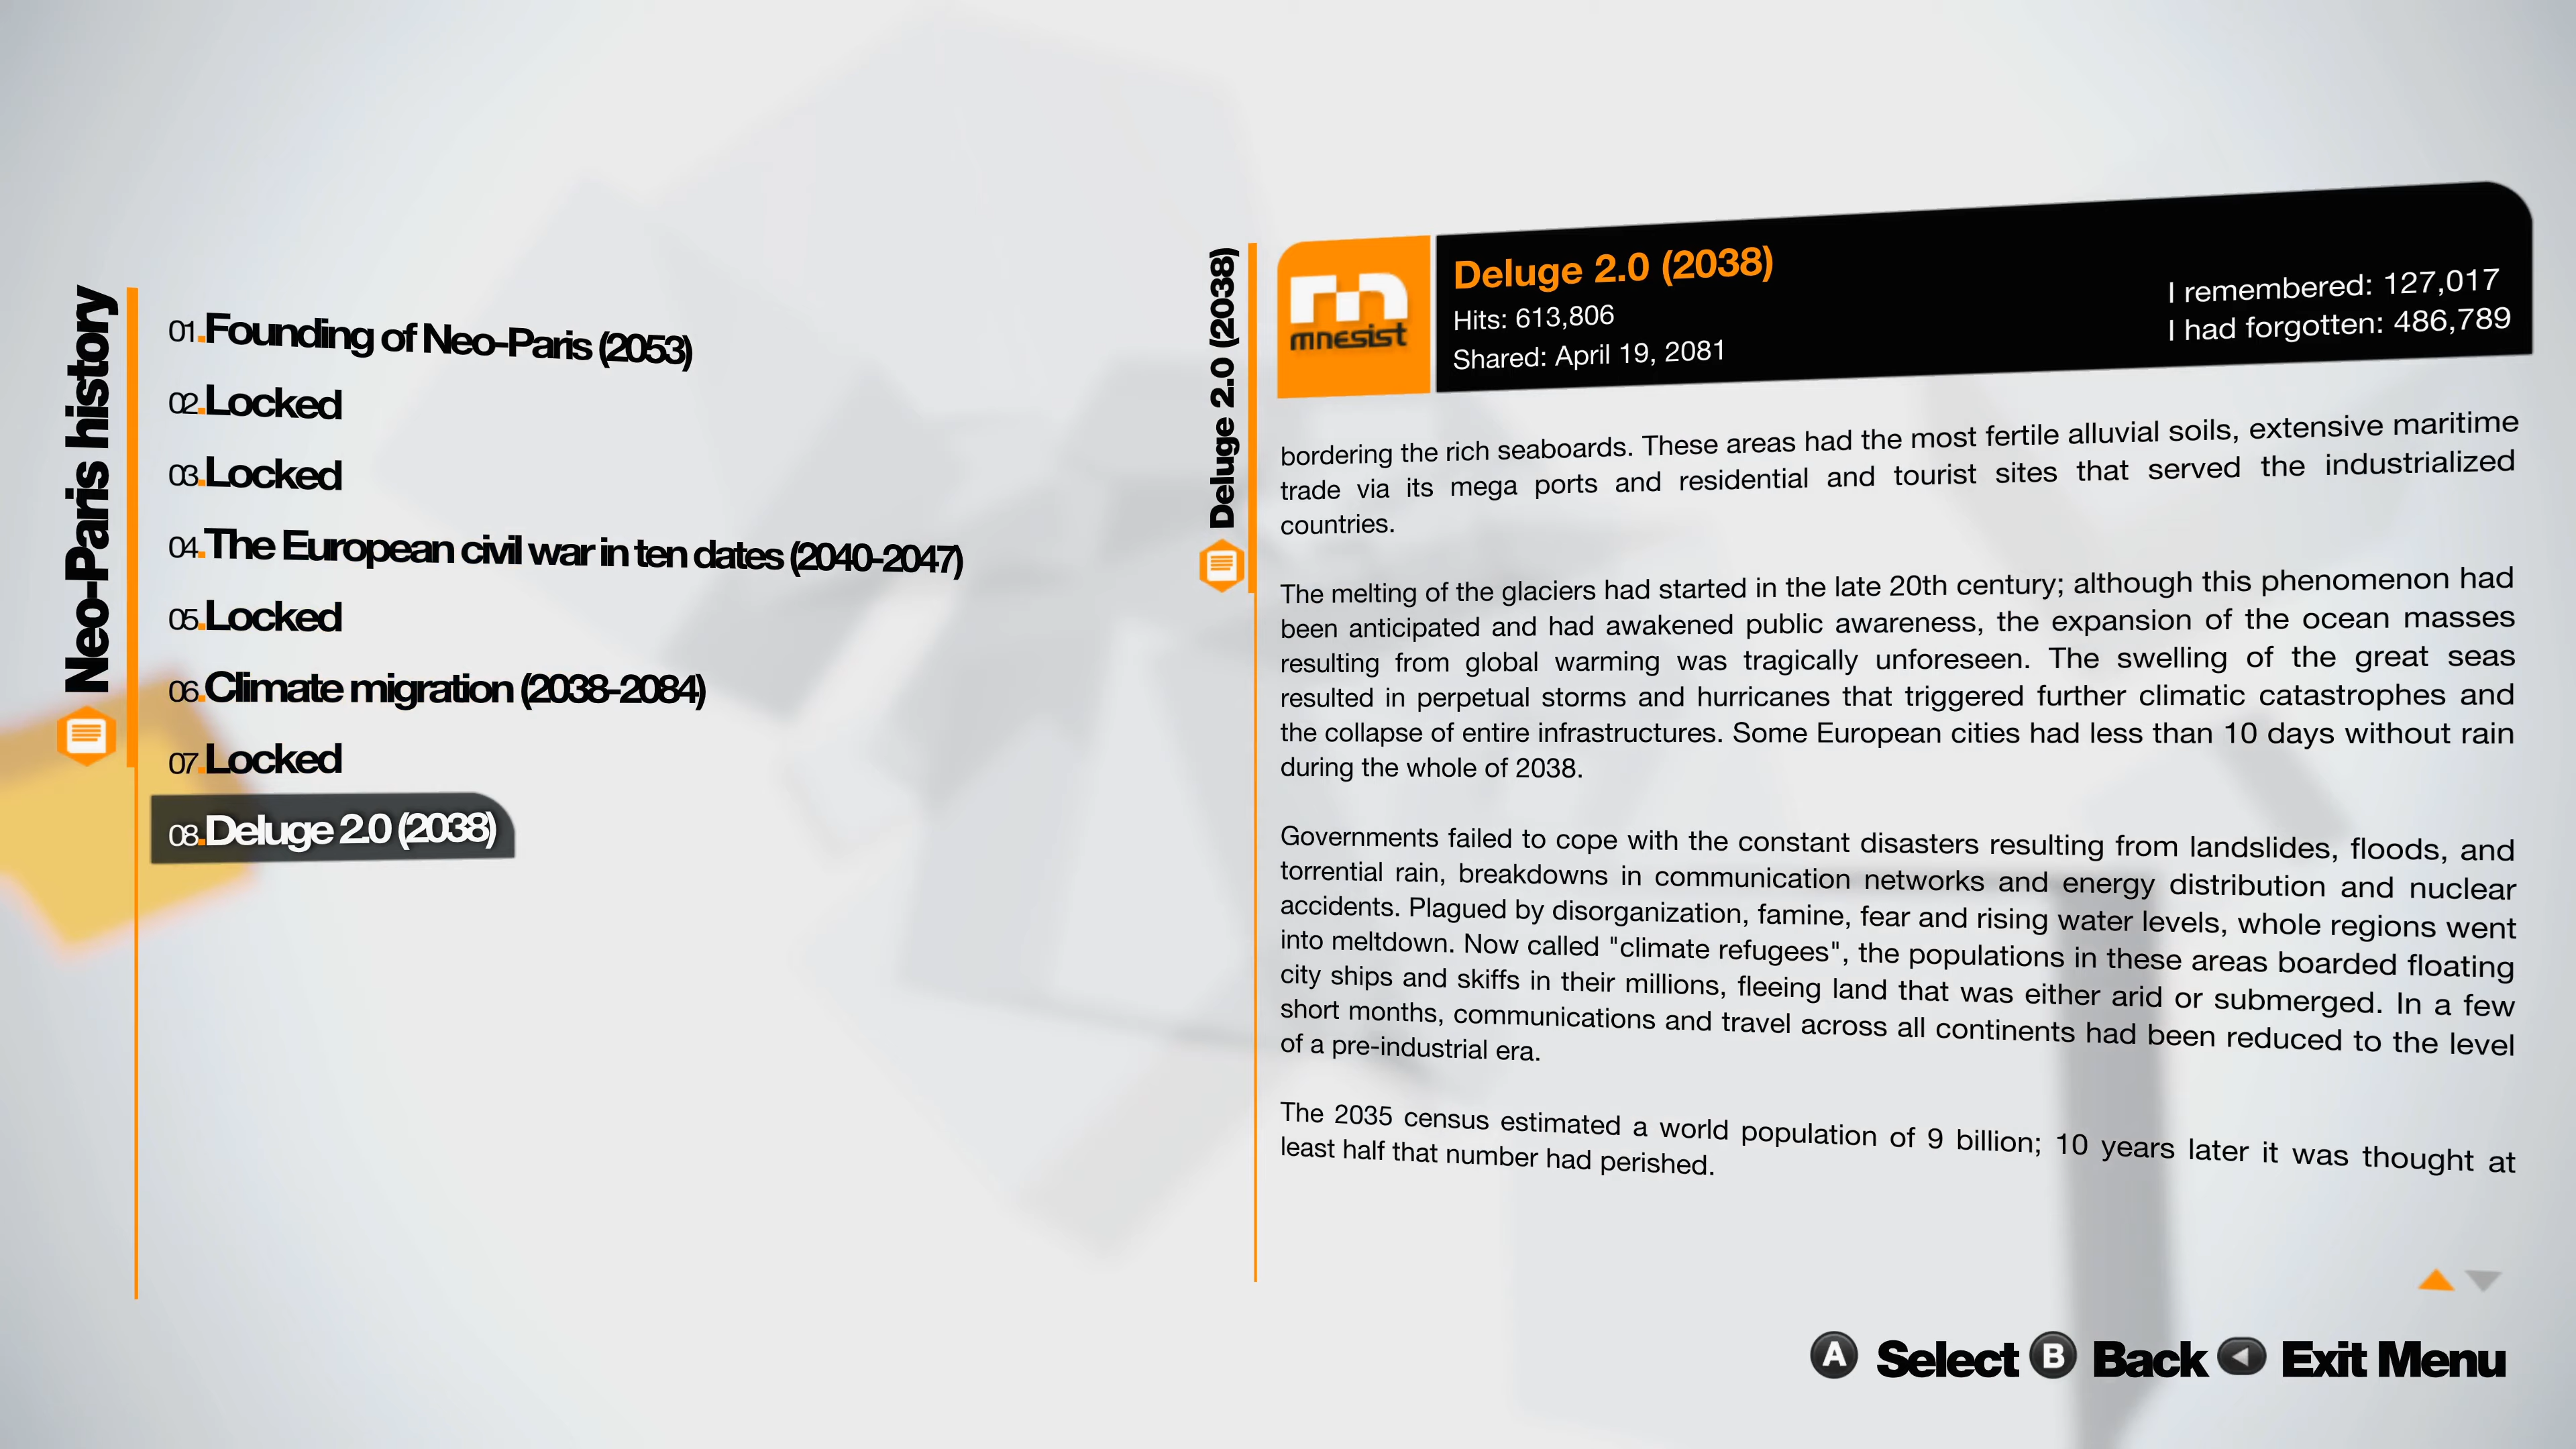 Neo-Paris history
01.Founding of Neo-Paris (2053)
02.Locked
03.Locked
04.The European civil war in ten dates (2040-2047)
05.Locked
06.Climate migration (2038-2084)
07.Locked
08.Deluge 2.0 (2038)
Deluge 2.0 (2038)
mnesist
Deluge 2.0 (2038)
Hits: 613,806
Shared: April 19, 2081
I remembered: 127,017
I had forgotten: 486,789
bordering the rich seaboards. These areas had the most fertile alluvial soils, extensive maritime
trade via its mega ports and residential and tourist sites that served the industrialized
countries.
The melting of the glaciers had started in the late 20th century; although this phenomenon had
been anticipated and had awakened public awareness, the expansion of the ocean masses
resulting from global warming was tragically unforeseen. The swelling of the great seas
resulted in perpetual storms and hurricanes that triggered further climatic catastrophes and
the collapse of entire infrastructures. Some European cities had less than 10 days without rain
during the whole of 2038.
Governments failed to cope with the constant disasters resulting from landslides, floods, and
torrential rain, breakdowns in communication networks and energy distribution and nuclear
accidents. Plagued by disorganization, famine, fear and rising water levels, whole regions went
into meltdown. Now called "climate refugees", the populations in these areas boarded floating
city ships and skiffs in their millions, fleeing land that was either arid or submerged. In a few
short months, communications and travel across all continents had been reduced to the level
of a pre-industrial era.
The 2035 census estimated a world population of 9 billion; 10 years later it was thought at
least half that number had perished.
A Select B Back Exit Menu